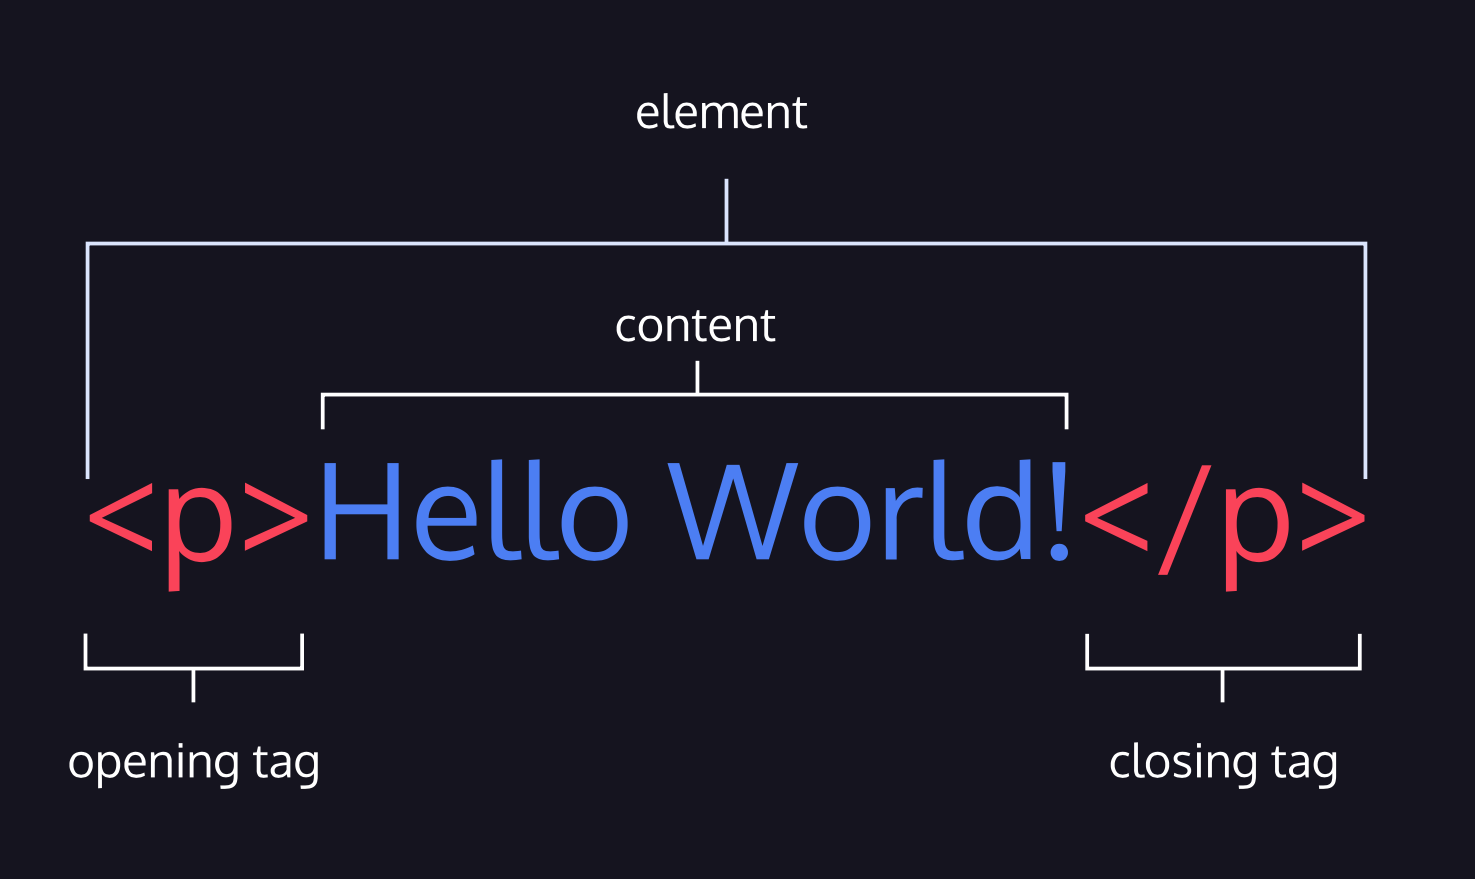 element
content
<p>Hello World!</p>
opening tag
closing tag